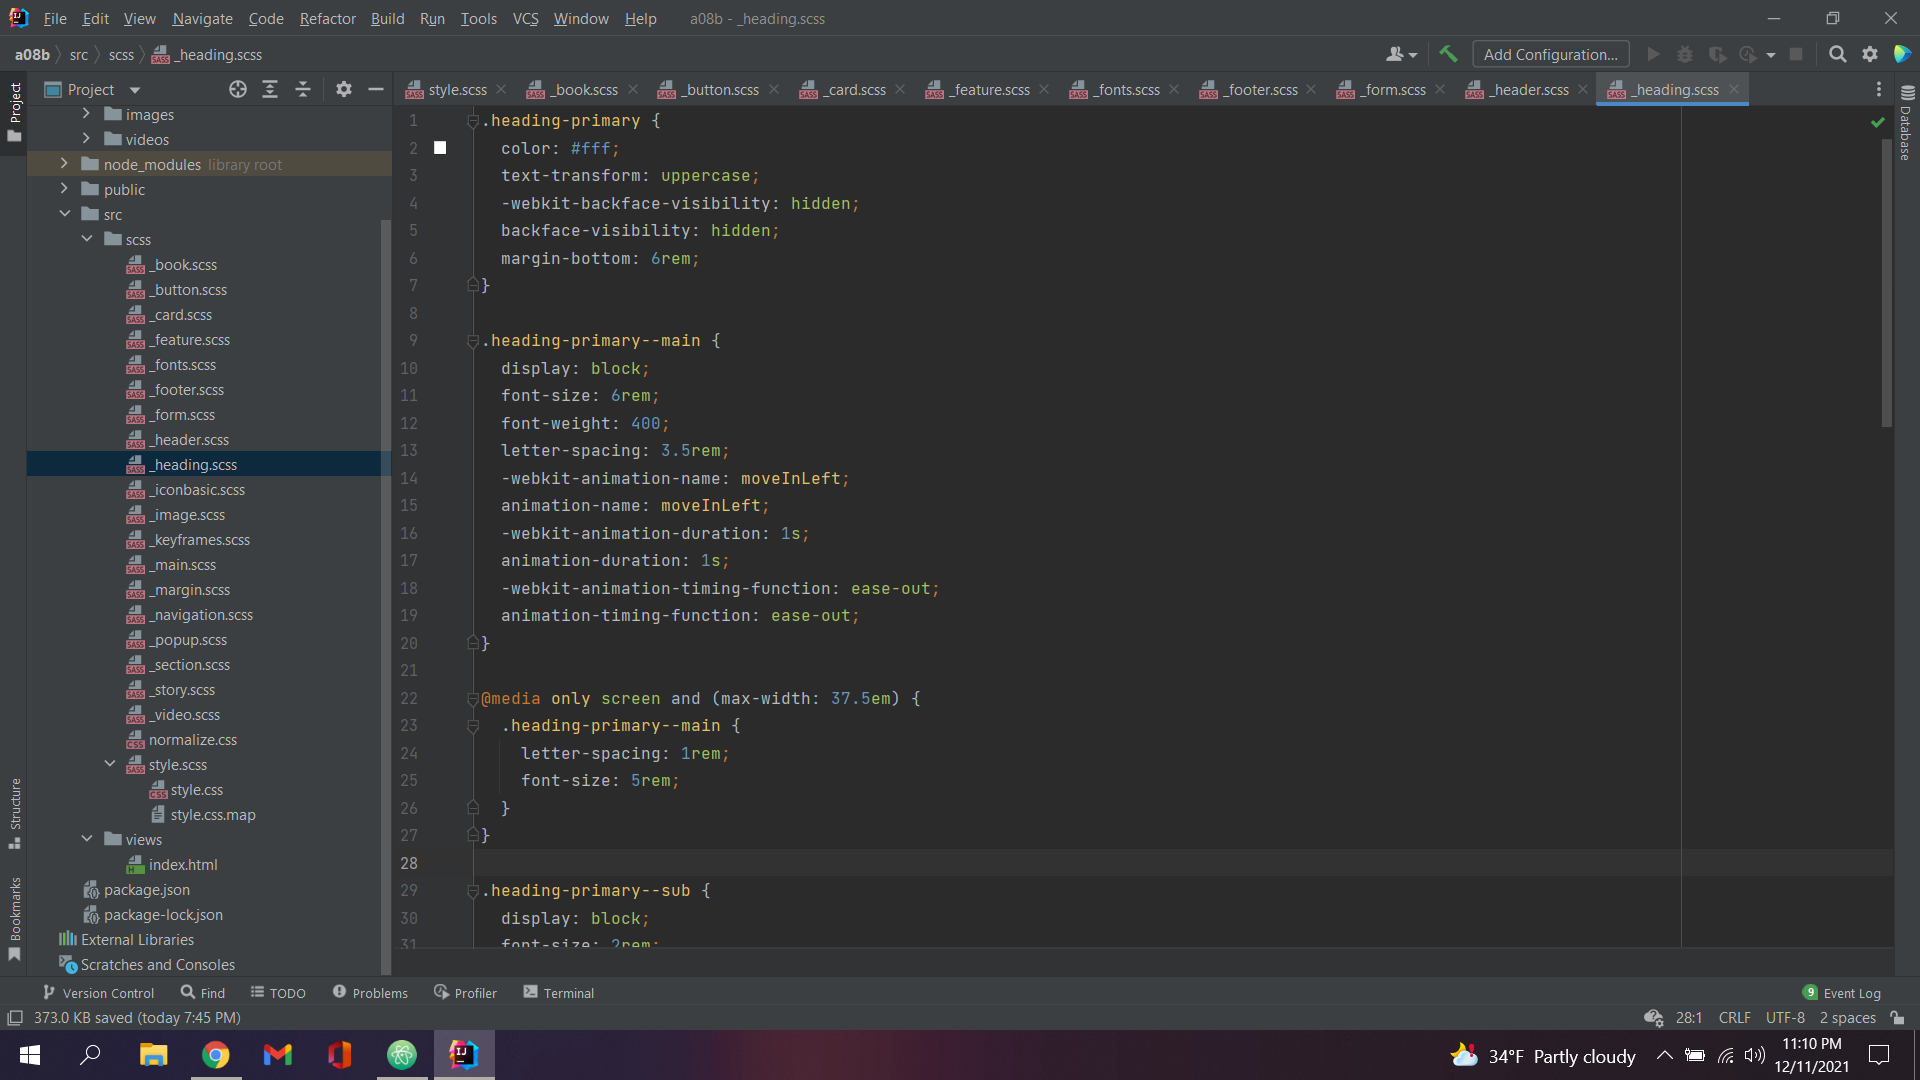 File Edit View Navigate Code Refactor Build Run Tools VCS Window Help a08b - _heading.scss
a08b src scss _heading.scss
Add Configuration...
Project
style.scss _book.scss _button.scss _card.scss _feature.scss _fonts.scss _footer.scss _form.scss _header.scss _heading.scss
Project
Structure
Bookmarks
Database
images
videos
node_modules library root
public
src
scss
_book.scss
_button.scss
_card.scss
_feature.scss
_fonts.scss
_footer.scss
_form.scss
_header.scss
_heading.scss
_iconbasic.scss
_image.scss
_keyframes.scss
_main.scss
_margin.scss
_navigation.scss
_popup.scss
_section.scss
_story.scss
_video.scss
normalize.css
style.scss
style.css
style.css.map
views
index.html
package.json
package-lock.json
External Libraries
Scratches and Consoles
1 .heading-primary {
2 color: #fff;
3 text-transform: uppercase;
4 -webkit-backface-visibility: hidden;
5 backface-visibility: hidden;
6 margin-bottom: 6rem;
7 }
8
9 .heading-primary--main {
10 display: block;
11 font-size: 6rem;
12 font-weight: 400;
13 letter-spacing: 3.5rem;
14 -webkit-animation-name: moveInLeft;
15 animation-name: moveInLeft;
16 -webkit-animation-duration: 1s;
17 animation-duration: 1s;
18 -webkit-animation-timing-function: ease-out;
19 animation-timing-function: ease-out;
20 }
21
22 @media only screen and (max-width: 37.5em) {
23 .heading-primary--main {
24 letter-spacing: 1rem;
25 font-size: 5rem;
26 }
27 }
28
29 .heading-primary--sub {
30 display: block;
31 font-size: 2rem;
Version Control Find TODO Problems Profiler Terminal 9 Event Log
373.0 KB saved (today 7:45 PM) 28:1 CRLF UTF-8 2 spaces
34°F Partly cloudy
11:10 PM
12/11/2021